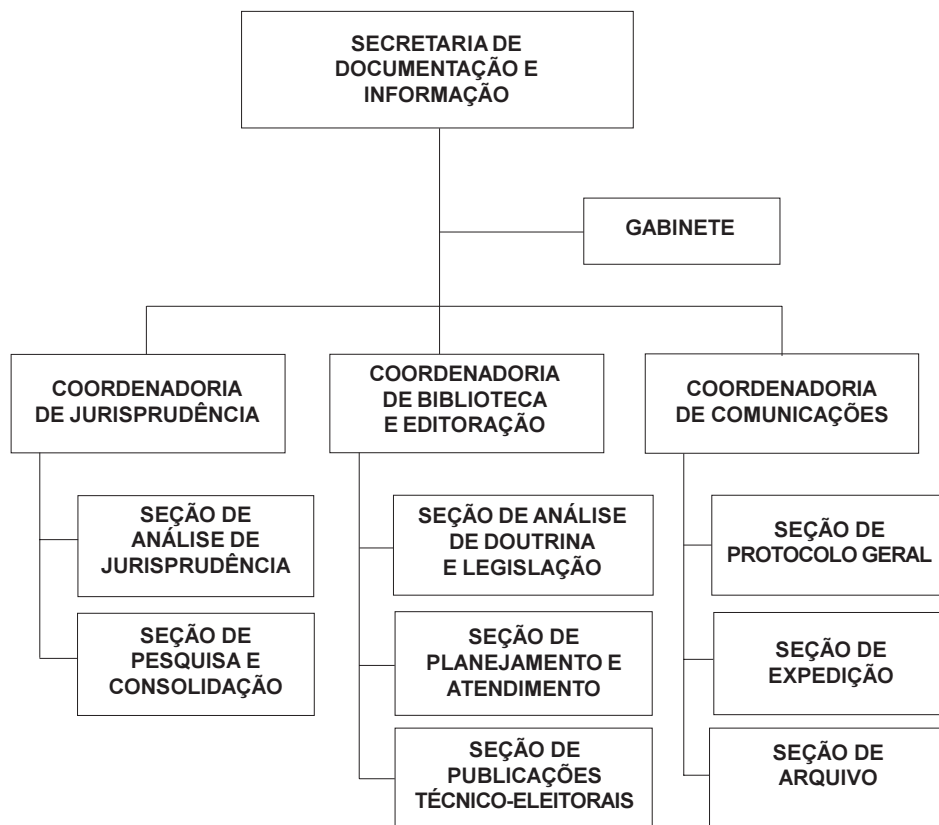 SECRETARIA DE
DOCUMENTAÇÃO E
INFORMAÇÃO
GABINETE
COORDENADORIA
DE JURISPRUDÊNCIA
COORDENADORIA
DE BIBLIOTECA
E EDITORAÇÃO
COORDENADORIA
DE COMUNICAÇÕES
SEÇÃO DE
ANÁLISE DE
JURISPRUDÊNCIA
SEÇÃO DE
PESQUISA E
CONSOLIDAÇÃO
SEÇÃO DE ANÁLISE
DE DOUTRINA
E LEGISLAÇÃO
SEÇÃO DE
PLANEJAMENTO E
ATENDIMENTO
SEÇÃO DE
PUBLICAÇÕES
TÉCNICO-ELEITORAIS
SEÇÃO DE
PROTOCOLO GERAL
SEÇÃO DE
EXPEDIÇÃO
SEÇÃO DE
ARQUIVO